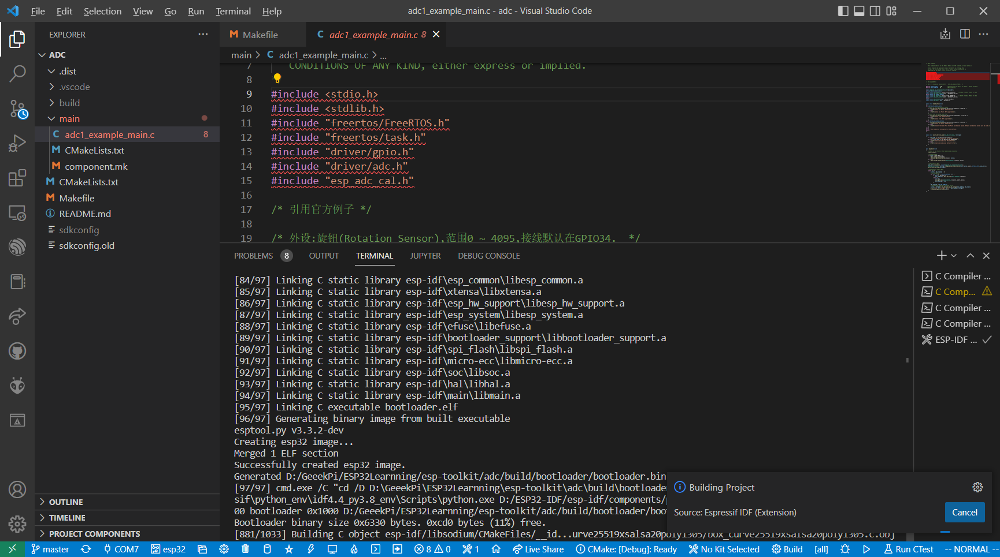 File Edit Selection View Go Run Terminal Help
adc1_example_main.c - adc - Visual Studio Code
EXPLORER
ADC
.dist
.vscode
build
main
adc1_example_main.c 8
CMakeLists.txt
component.mk
CMakeLists.txt
Makefile
README.md
sdkconfig
sdkconfig.old
OUTLINE
TIMELINE
PROJECT COMPONENTS
Makefile
adc1_example_main.c 8
main > C adc1_example_main.c > ...
7 CONDITIONS OF ANY KIND, either express or implied.
8
9 #include <stdio.h>
10 #include <stdlib.h>
11 #include "freertos/FreeRTOS.h"
12 #include "freertos/task.h"
13 #include "driver/gpio.h"
14 #include "driver/adc.h"
15 #include "esp_adc_cal.h"
16
17 /* 引用官方例子 */
18
19 /* 外设:旋钮(Rotation Sensor),范围0 ~ 4095,接线默认在GPIO34. */
PROBLEMS 8 OUTPUT TERMINAL JUPYTER DEBUG CONSOLE
[84/97] Linking C static library esp-idf\esp_common\libesp_common.a
[85/97] Linking C static library esp-idf\xtensa\libxtensa.a
[86/97] Linking C static library esp-idf\esp_hw_support\libesp_hw_support.a
[87/97] Linking C static library esp-idf\esp_system\libesp_system.a
[88/97] Linking C static library esp-idf\efuse\libefuse.a
[89/97] Linking C static library esp-idf\bootloader_support\libbootloader_support.a
[90/97] Linking C static library esp-idf\spi_flash\libspi_flash.a
[91/97] Linking C static library esp-idf\micro-ecc\libmicro-ecc.a
[92/97] Linking C static library esp-idf\soc\libsoc.a
[93/97] Linking C static library esp-idf\hal\libhal.a
[94/97] Linking C static library esp-idf\main\libmain.a
[95/97] Linking C executable bootloader.elf
[96/97] Generating binary image from built executable
esptool.py v3.3.2-dev
Creating esp32 image...
Merged 1 ELF section
Successfully created esp32 image.
Generated D:/GeeekPi/ESP32Learnning/esp-toolkit/adc/build/bootloader/bootloader.bin
[97/97] cmd.exe /C "cd /D D:\GeeekPi\ESP32Learnning\esp-toolkit\adc\build\bootloader
sif\python_env\idf4.4_py3.8_env\Scripts\python.exe D:/ESP32-IDF/esp-idf/components/
00 bootloader 0x1000 D:/GeeekPi/ESP32Learnning/esp-toolkit/adc/build/bootloader/boo
Bootloader binary size 0x6330 bytes. 0xcd0 bytes (11%) free.
[881/1033] Building C object esp-idf/libsodium/CMakeFiles/__id...urve25519xsalsa20poly1305/box_curve25519xsalsa20poly1305.c.obj
C Compiler ...
C Comp...
C Compiler ...
C Compiler ...
ESP-IDF ...
Building Project
Source: Espressif IDF (Extension)
Cancel
master COM7 esp32 8 0 1 Live Share CMake: [Debug]: Ready No Kit Selected Build [all] Run CTest -- NORMAL --